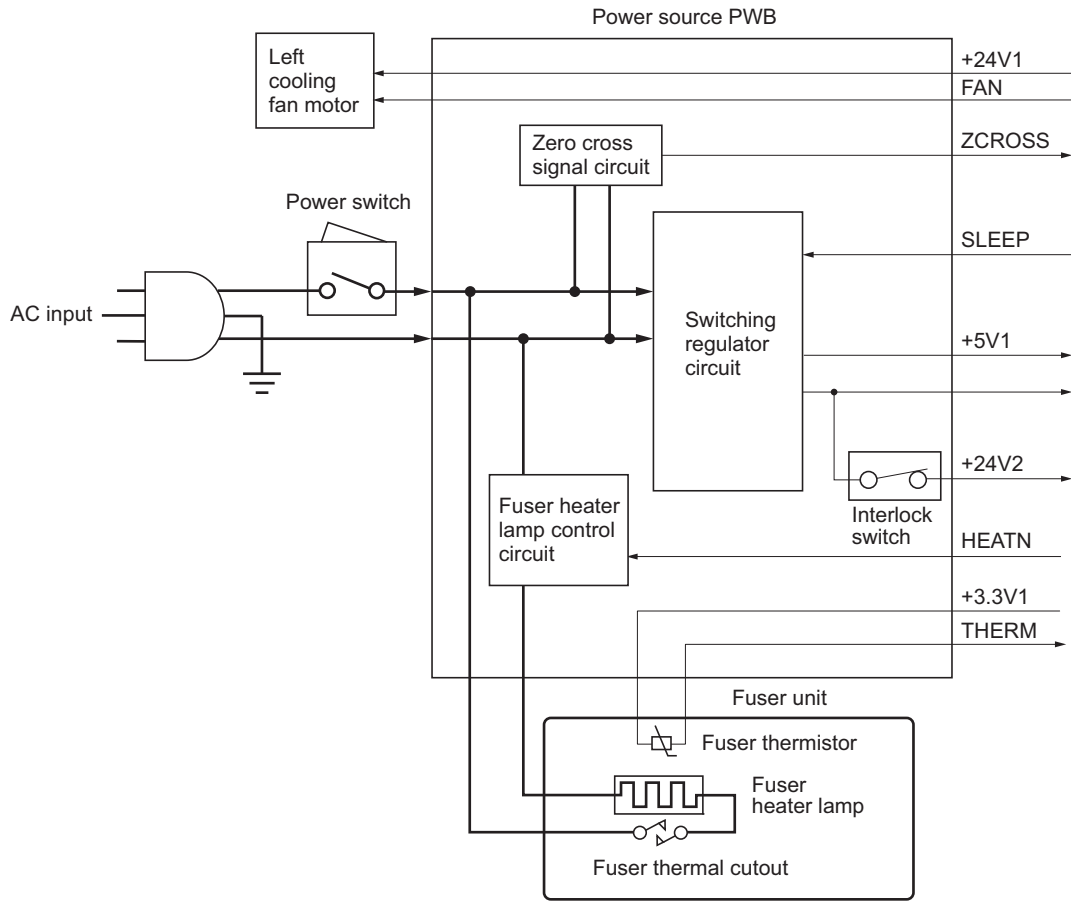 Power source PWB
Left
cooling
fan motor
+24V1
FAN
Zero cross
signal circuit
ZCROSS
Power switch
SLEEP
AC input
Switching
regulator
circuit
+5V1
+24V2
Interlock
switch
Fuser heater
lamp control
circuit
HEATN
+3.3V1
THERM
Fuser unit
Fuser thermistor
Fuser
heater lamp
Fuser thermal cutout